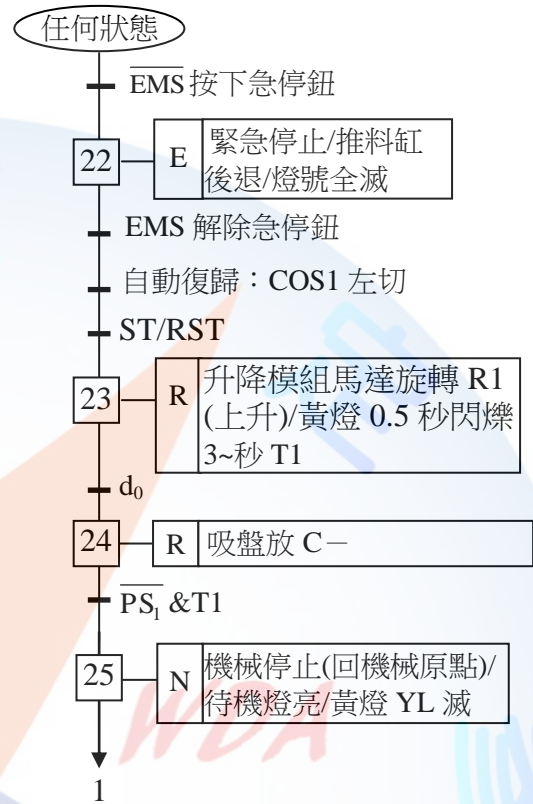 任何狀態
E̅M̅S̅ 按下急停鈕
22
E
緊急停止/推料缸
後退/燈號全滅
EMS 解除急停鈕
自動復歸：COS1 左切
ST/RST
23
R
升降模組馬達旋轉 R1
(上升)/黃燈 0.5 秒閃爍
3~秒 T1
d₀
24
R
吸盤放 C－
P̅S̅₁̅ &T1
25
N
機械停止(回機械原點)/
待機燈亮/黃燈 YL 滅
WDA
1